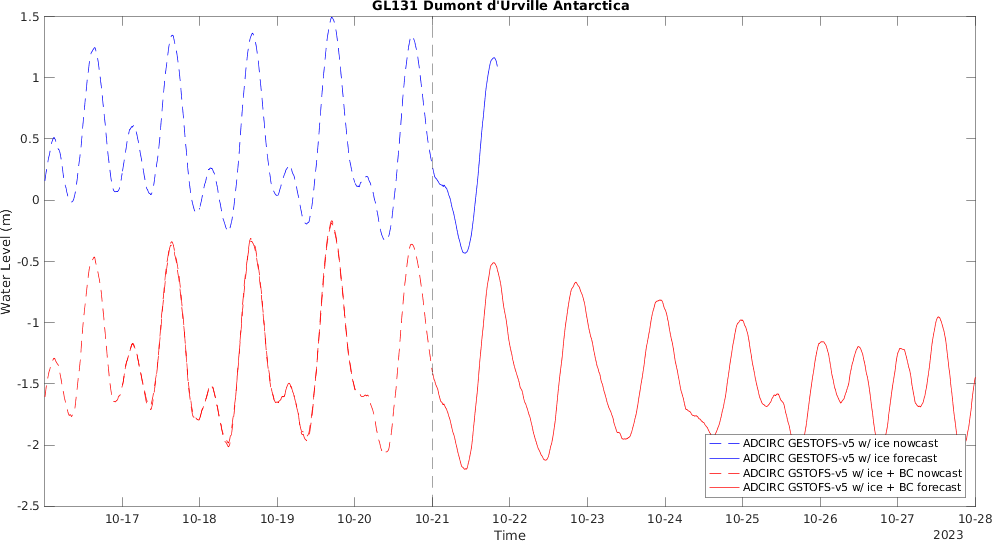 GL131 Dumont d'Urville Antarctica
1.5
1
0.5
0
-0.5
-1
-1.5
-2
-2.5
Water Level (m)
ADCIRC GESTOFS-v5 w/ ice nowcast
ADCIRC GESTOFS-v5 w/ ice forecast
ADCIRC GSTOFS-v5 w/ ice + BC nowcast
ADCIRC GSTOFS-v5 w/ ice + BC forecast
10-17 10-18 10-19 10-20 10-21 10-22 10-23 10-24 10-25 10-26 10-27 10-28
Time
2023